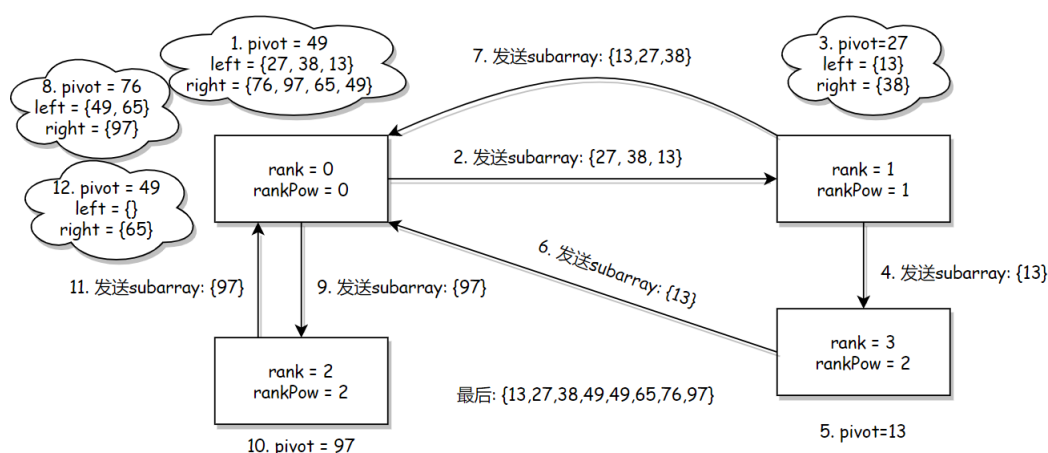 1. pivot = 49
left = {27, 38, 13}
right = {76, 97, 65, 49}
7. 发送subarray: {13,27,38}
3. pivot=27
left = {13}
right = {38}
8. pivot = 76
left = {49, 65}
right = {97}
rank = 0
rankPow = 0
2. 发送subarray: {27, 38, 13}
rank = 1
rankPow = 1
12. pivot = 49
left = {}
right = {65}
6. 发送subarray: {13}
4. 发送subarray: {13}
11. 发送subarray: {97}
9. 发送subarray: {97}
rank = 3
rankPow = 2
rank = 2
rankPow = 2
最后: {13,27,38,49,49,65,76,97}
5. pivot=13
10. pivot = 97